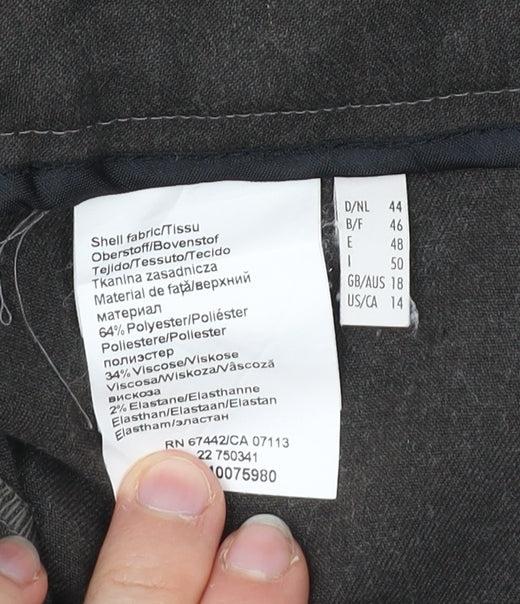 Shell fabric/Tissu
Oberstoff/Bovenstof
Tejido/Tessuto/Tecido
Tkanina zasadnicza
Material de faţă/верхний
материал
64% Polyester/Poliéster
Poliestere/Poliester
полиэстер
34% Viscose/Viskose
Viscosa/Wiskoza/Vâscoză
вискоза
2% Elastane/Elasthanne
Elasthan/Elastaan/Elastan
Elastham/эластан
RN 67442/CA 07113
22 750341
10075980
D/NL 44
B/F 46
E 48
I 50
GB/AUS 18
US/CA 14